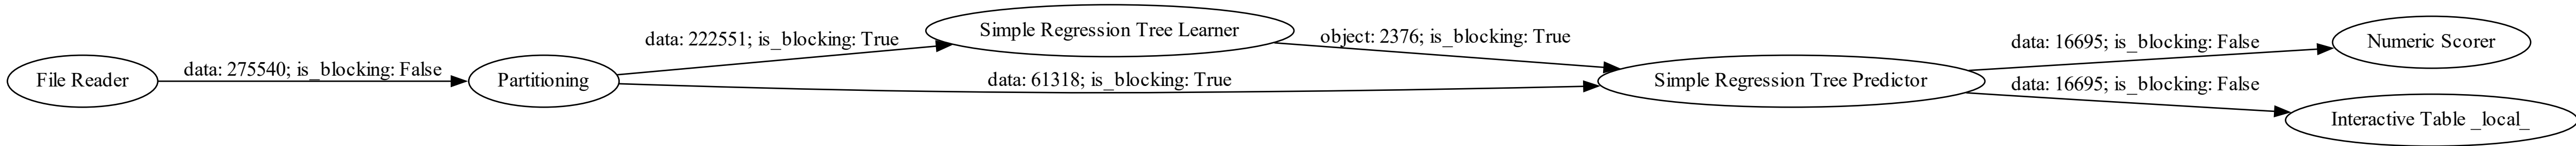 File Reader
data: 275540; is_blocking: False
Partitioning
data: 222551; is_blocking: True
Simple Regression Tree Learner
object: 2376; is_blocking: True
data: 61318; is_blocking: True
Simple Regression Tree Predictor
data: 16695; is_blocking: False
Numeric Scorer
data: 16695; is_blocking: False
Interactive Table _local_